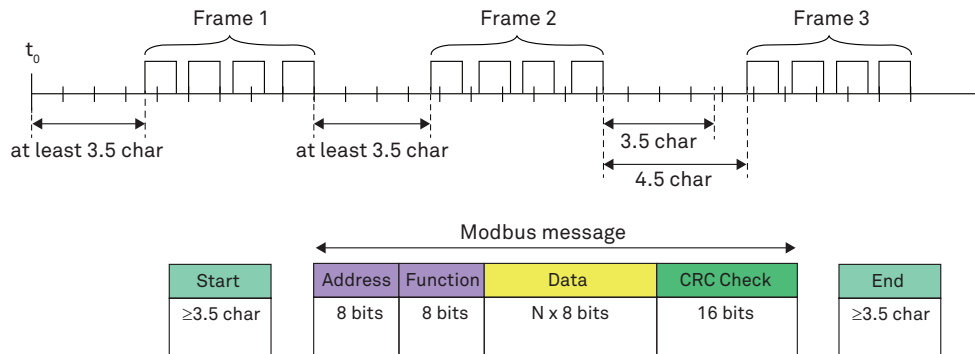 Frame 1 Frame 2 Frame 3
t0
at least 3.5 char at least 3.5 char 3.5 char
4.5 char
Modbus message
Start Address Function Data CRC Check End
≥3.5 char 8 bits 8 bits N x 8 bits 16 bits ≥3.5 char